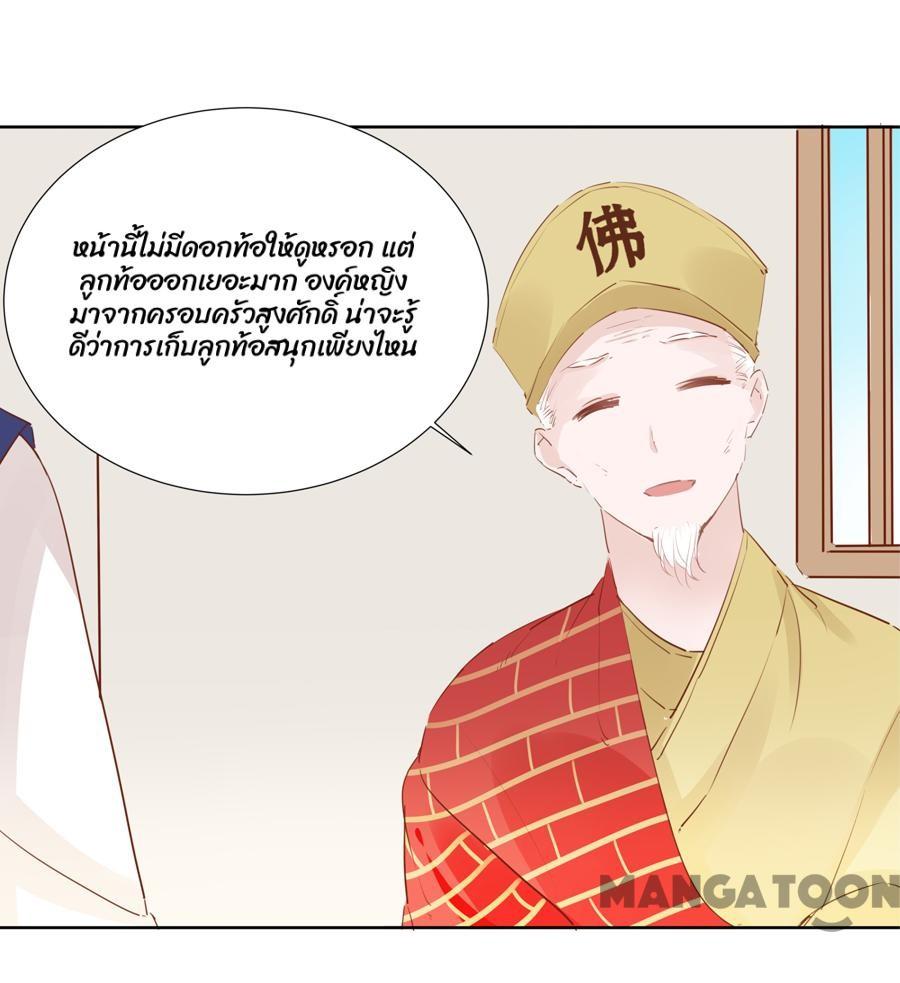 หน้านี้ไม่มีดอกท้อให้ดูหรอก แต่
ลูกท้อออกเยอะมาก องค์หญิง
มาจากครอบครัวสูงศักดิ์ น่าจะรู้
ดีว่าการเก็บลูกท้อสนุกเพียงไหน
佛
MANGATOON